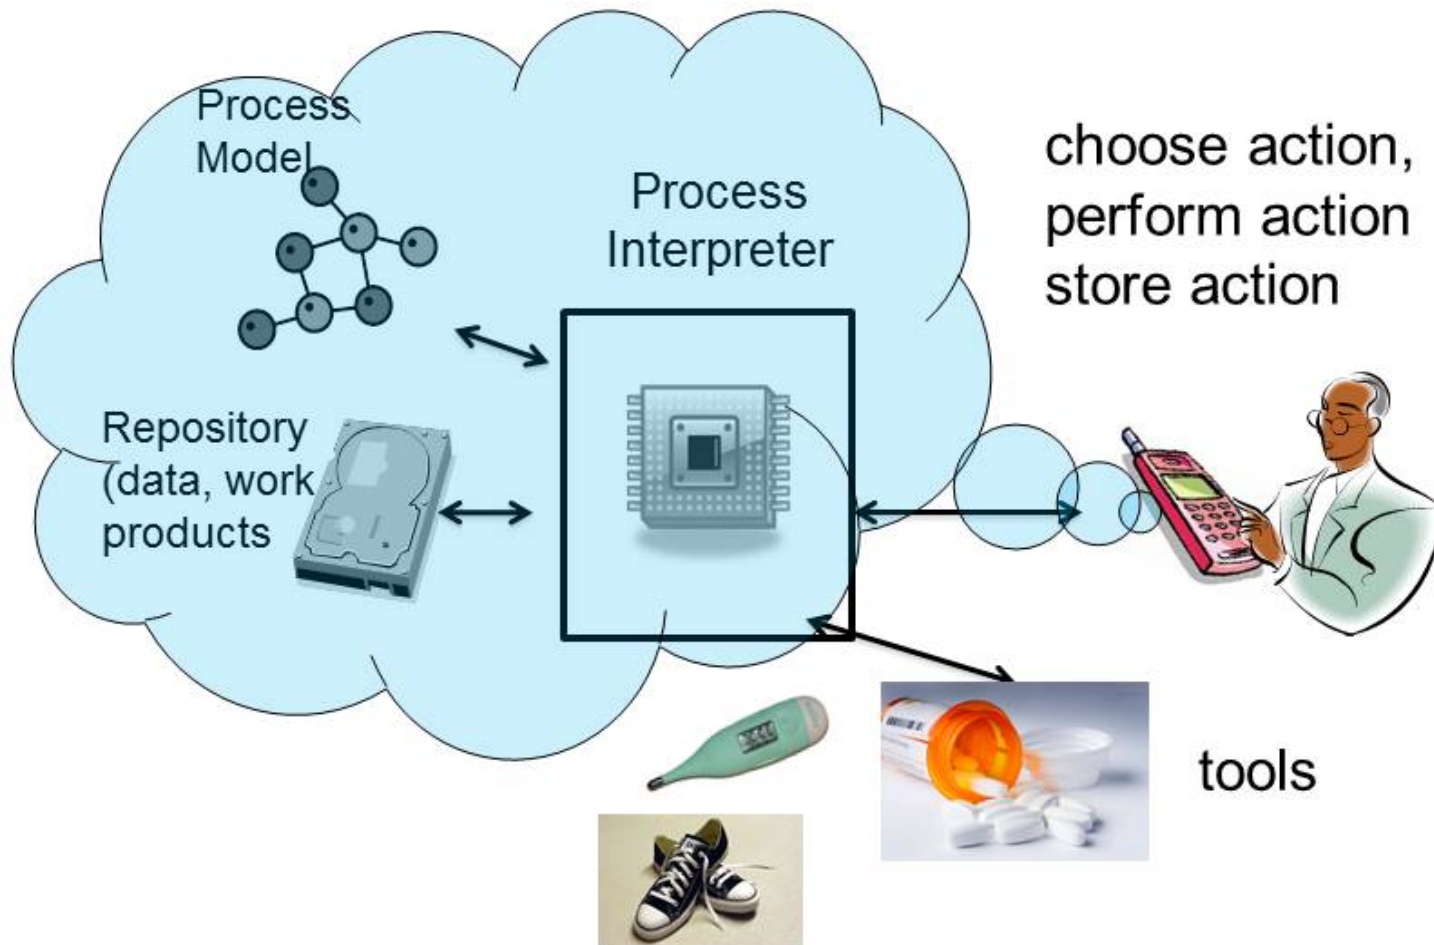 Process
Model
Process
Interpreter
choose action,
perform action
store action
Repository
(data, work
products
tools